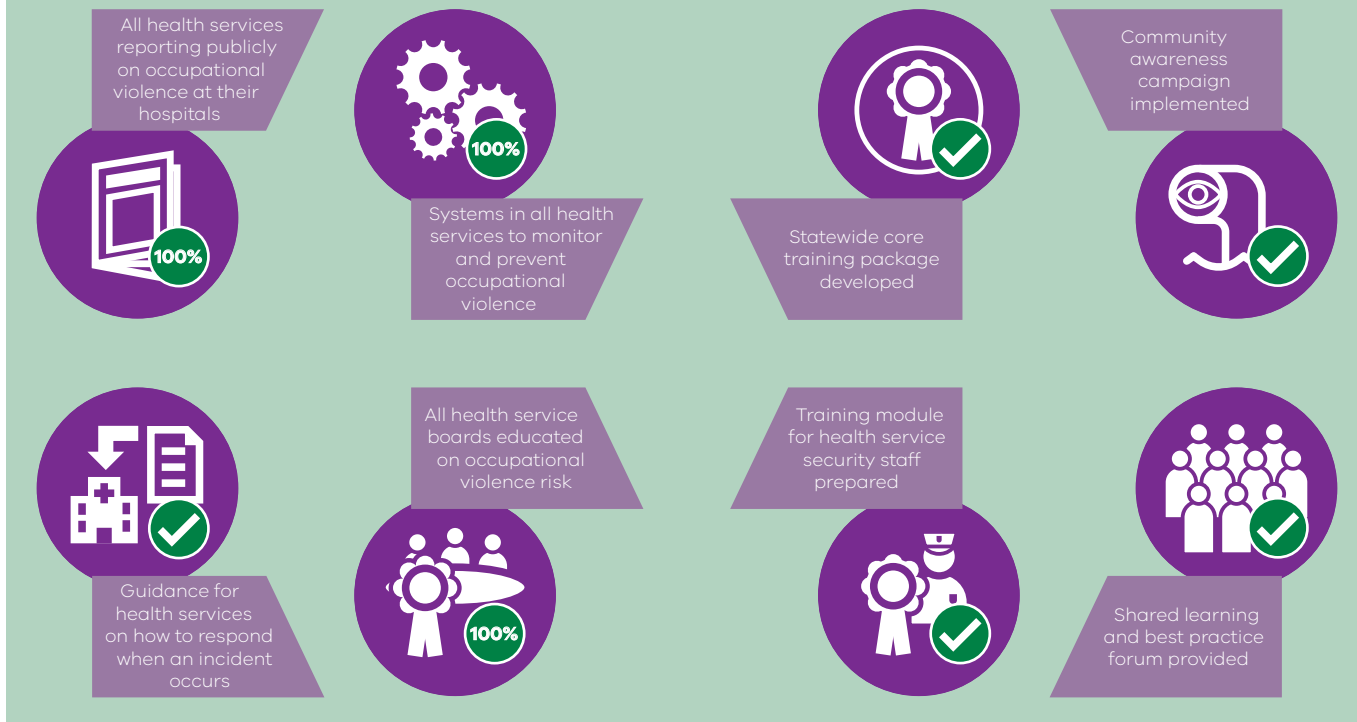 All health services
reporting publicly
on occupational
violence at their
hospitals
100%
100%
Systems in all health
services to monitor
and prevent
occupational
violence
Statewide core
training package
developed
Community
awareness
campaign
implemented
Guidance for
health services
on how to respond
when an incident
occurs
All health service
boards educated
on occupational
violence risk
100%
Training module
for health service
security staff
prepared
Shared learning
and best practice
forum provided